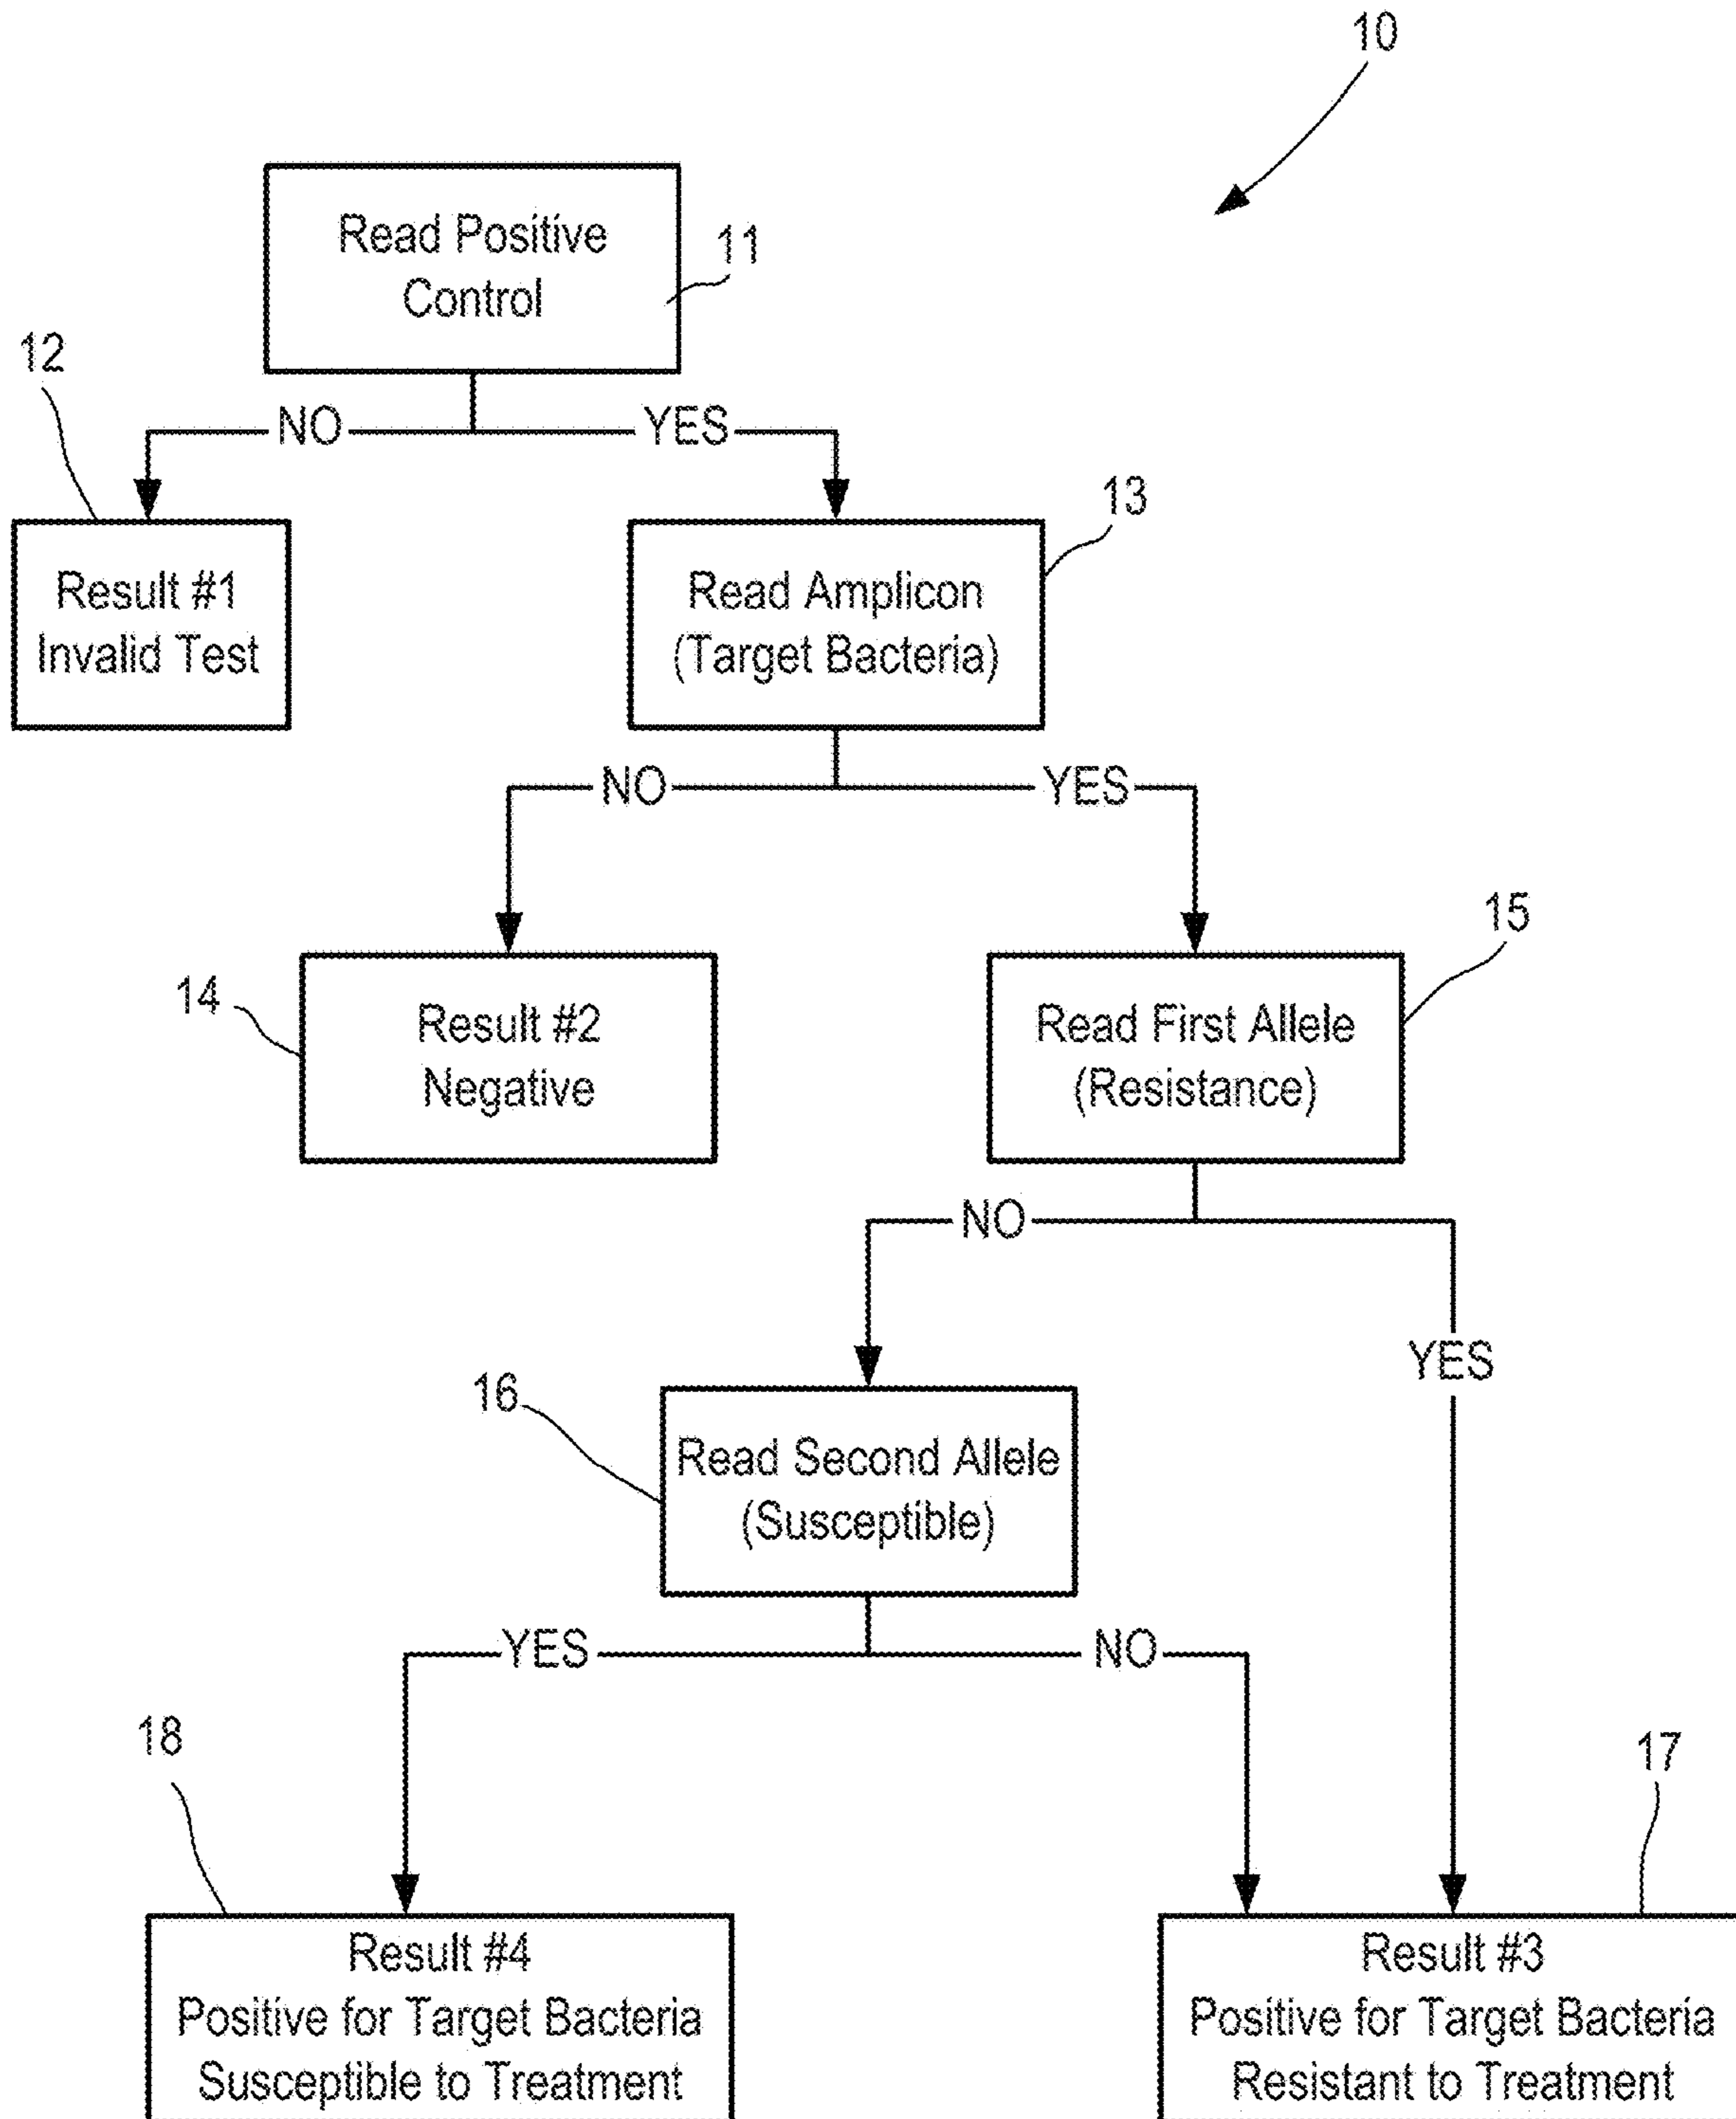 10
Read Positive
Control
11
12
NO
YES
Result #1
Invalid Test
13
Read Amplicon
(Target Bacteria)
NO
YES
14
Result #2
Negative
15
Read First Allele
(Resistance)
NO
YES
16
Read Second Allele
(Susceptible)
YES
NO
18
17
Result #4
Positive for Target Bacteria
Susceptible to Treatment
Result #3
Positive for Target Bacteria
Resistant to Treatment